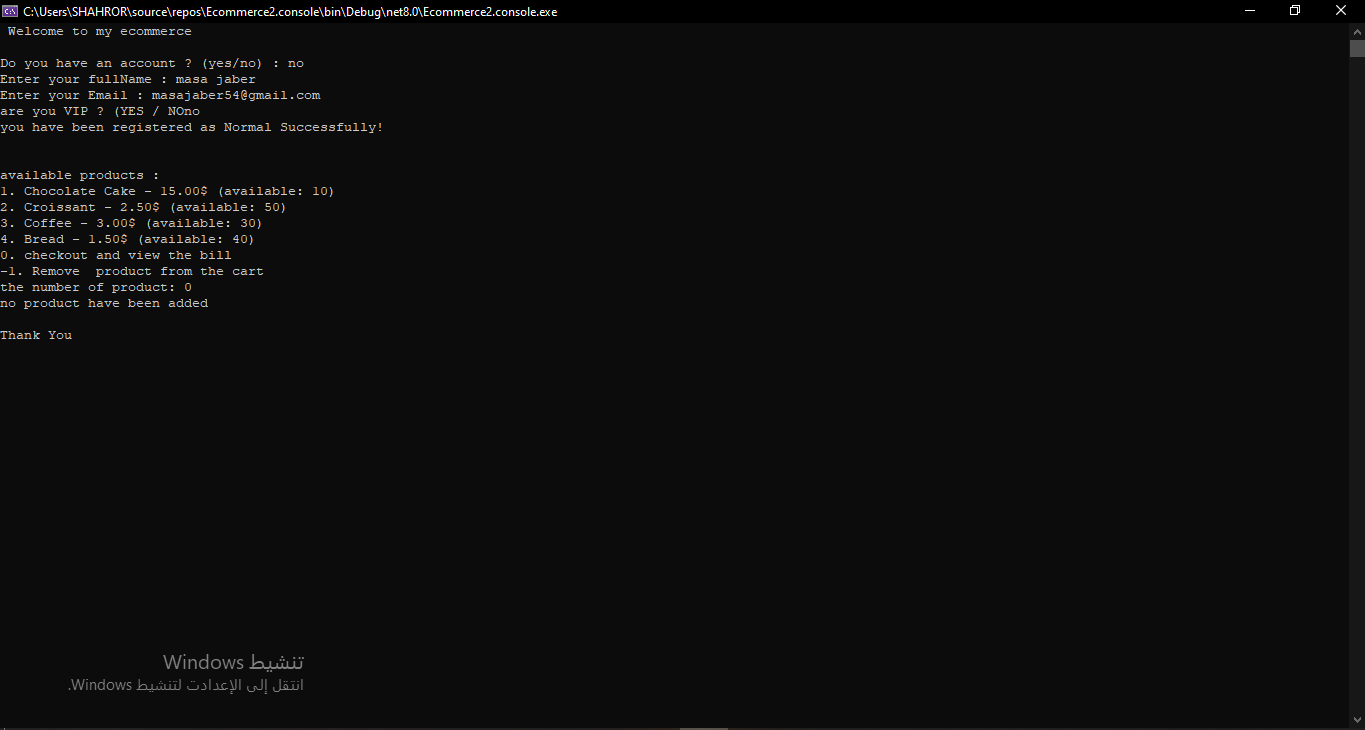 C:\Users\SHAHROR\source\repos\Ecommerce2.console\bin\Debug\net8.0\Ecommerce2.console.exe
Welcome to my ecommerce
Do you have an account ? (yes/no) : no
Enter your fullName : masa jaber
Enter your Email : masajaber54@gmail.com
are you VIP ? (YES / NOno
you have been registered as Normal Successfully!
available products :
1. Chocolate Cake - 15.00$ (available: 10)
2. Croissant - 2.50$ (available: 50)
3. Coffee - 3.00$ (available: 30)
4. Bread - 1.50$ (available: 40)
0. checkout and view the bill
-1. Remove  product from the cart
the number of product: 0
no product have been added
Thank You
تنشيط Windows
انتقل إلى الإعدادت لتنشيط Windows.